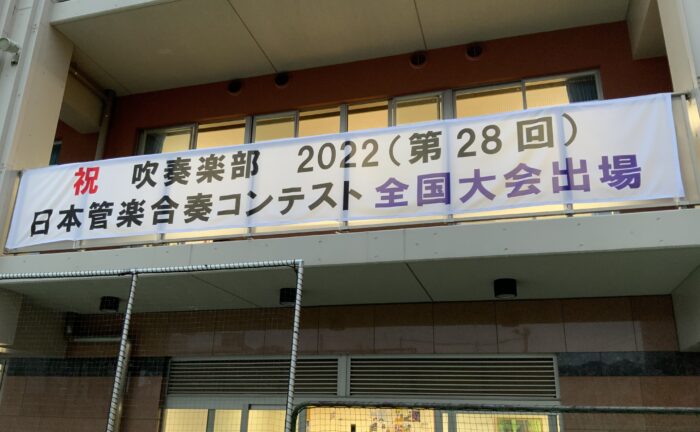 祝 吹奏楽部 2022（第28回）
日本管楽合奏コンテスト 全国大会出場